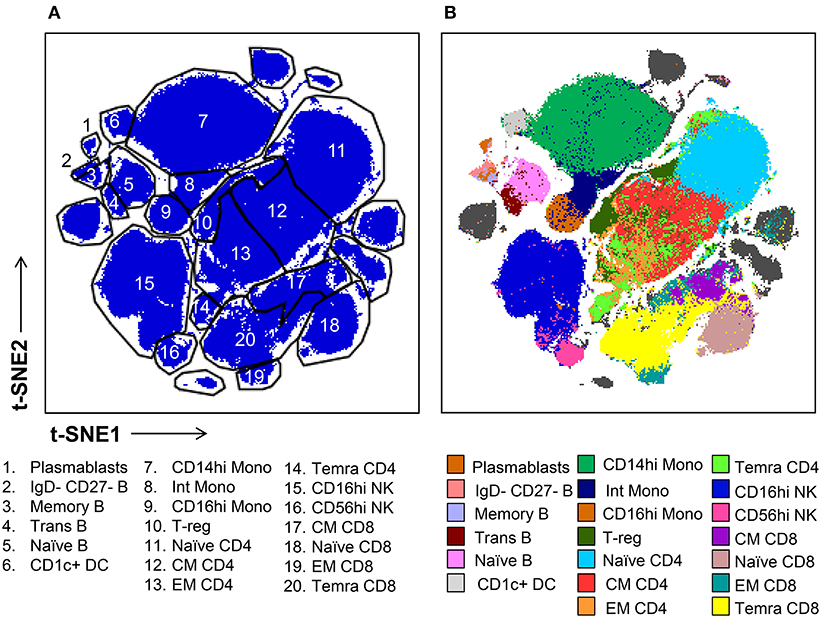 A
B
1
2
3
4
5
6
7
8
9
10
11
12
13
14
15
16
17
18
19
20
t-SNE2
t-SNE1
1. Plasmablasts
2. IgD- CD27- B
3. Memory B
4. Trans B
5. Naïve B
6. CD1c+ DC
7. CD14hi Mono
8. Int Mono
9. CD16hi Mono
10. T-reg
11. Naïve CD4
12. CM CD4
13. EM CD4
14. Temra CD4
15. CD16hi NK
16. CD56hi NK
17. CM CD8
18. Naïve CD8
19. EM CD8
20. Temra CD8
Plasmablasts
IgD- CD27- B
Memory B
Trans B
Naïve B
CD1c+ DC
CD14hi Mono
Int Mono
CD16hi Mono
T-reg
Naïve CD4
CM CD4
EM CD4
Temra CD4
CD16hi NK
CD56hi NK
CM CD8
Naïve CD8
EM CD8
Temra CD8